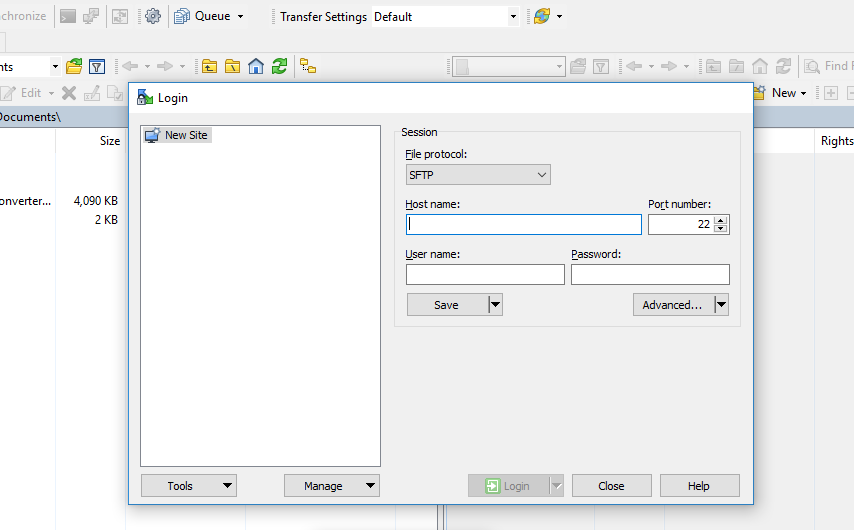 nchronize Queue Transfer Settings Default
nts Find F
Edit New
Documents\
Size Rights
onverter... 4,090 KB
2 KB
Login
New Site
Session
File protocol:
SFTP
Host name: Port number:
22
User name: Password:
Save Advanced...
Tools Manage Login Close Help